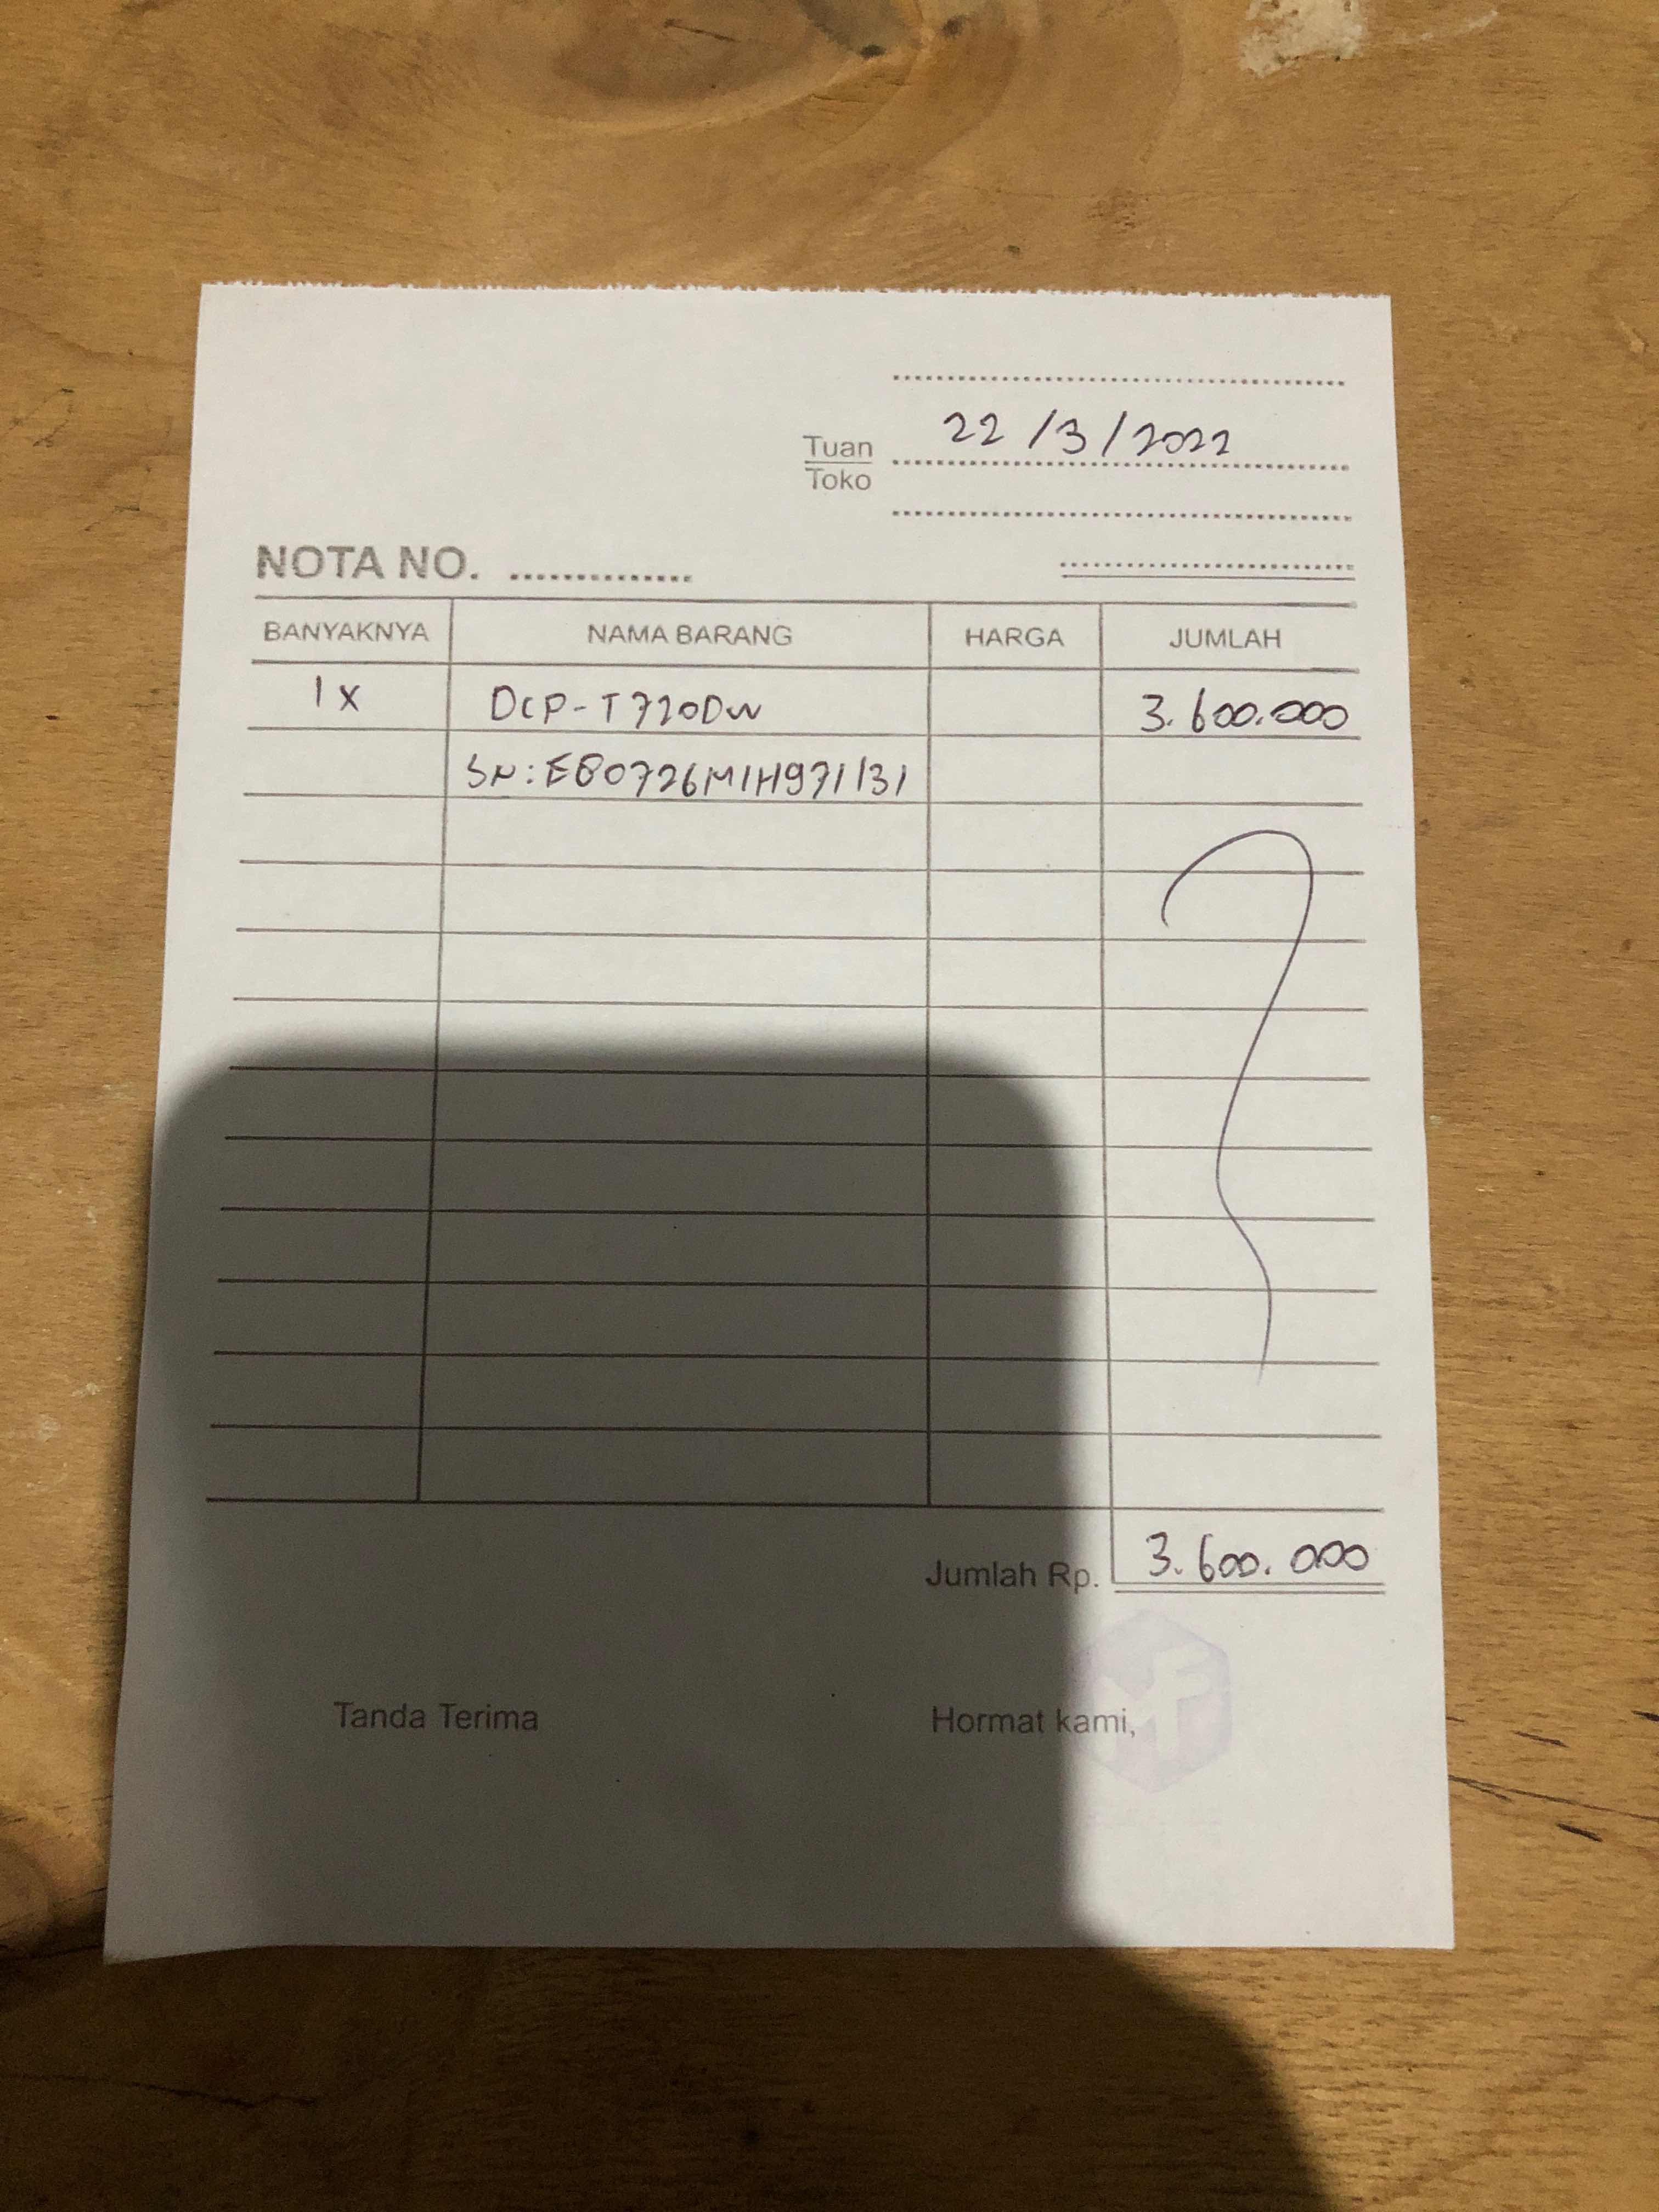 22/3/2022
Tuan
Toko
NOTA NO.
BANYAKNYA NAMA BARANG HARGA JUMLAH
1x DCP-T720DW 3.600.000
SN: E80726M1H971131
Jumlah Rp. 3.600.000
Tanda Terima Hormat kami,